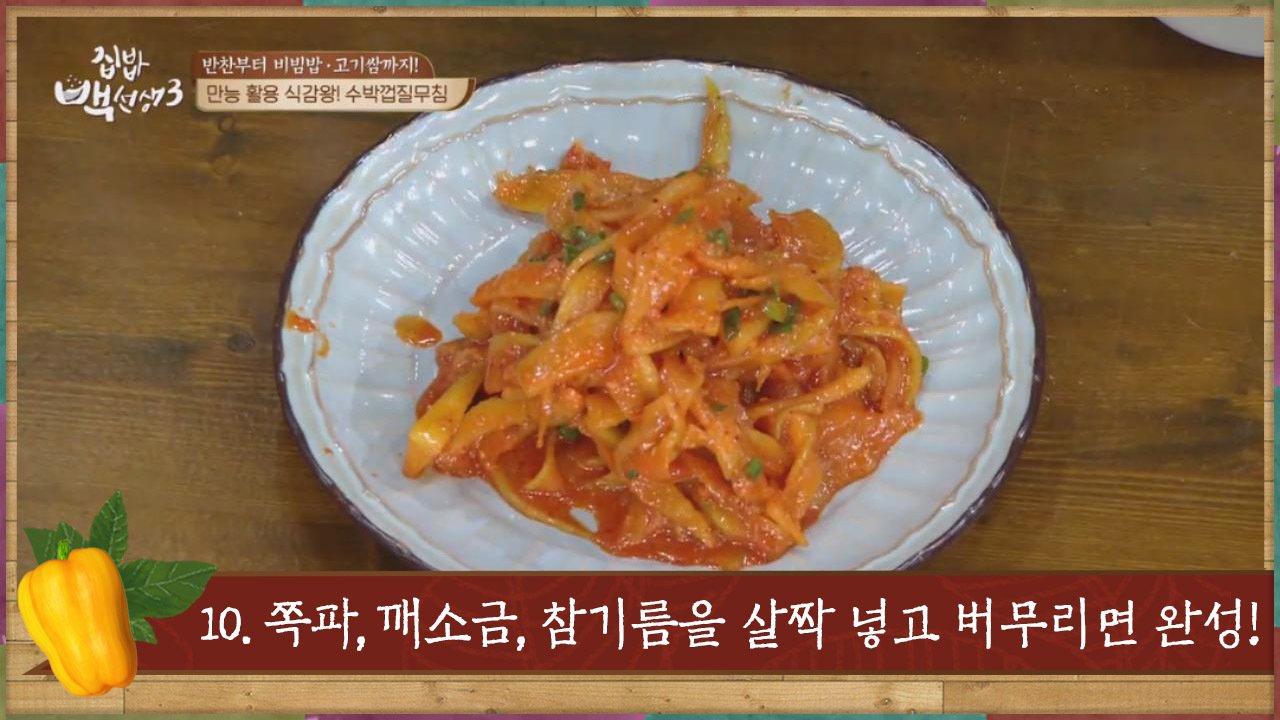 집밥
백선생3
반찬부터 비빔밥·고기쌈까지!
만능 활용 식감왕! 수박껍질무침
10. 쪽파, 깨소금, 참기름을 살짝 넣고 버무리면 완성!